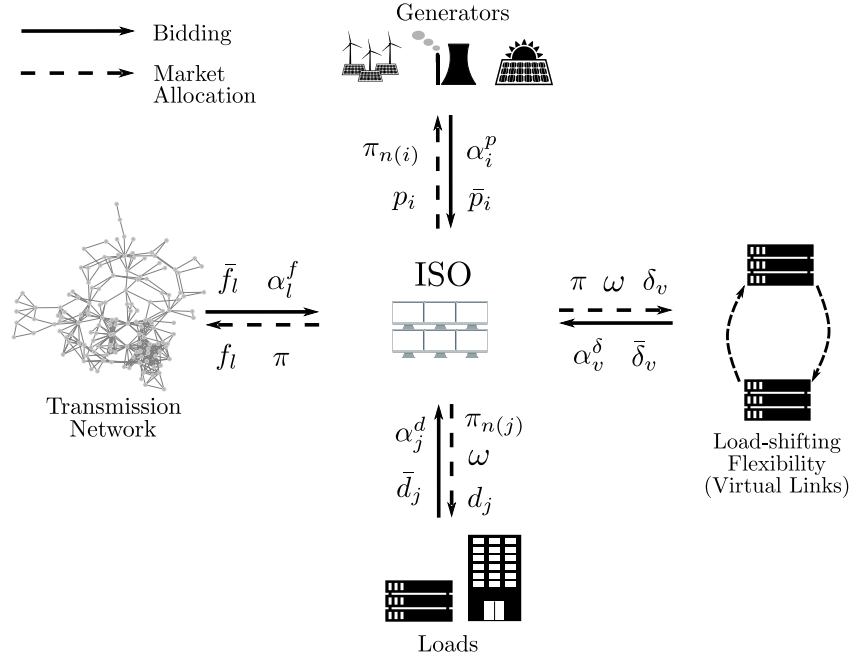 Generators
Bidding
Market
Allocation
π_{n(i)} α_i^p
p_i p̄_i
ISO
f̄_l α_l^f
f_l π
π ω δ_v
α_v^δ δ̄_v
Transmission
Network
α_j^d π_{n(j)}
ω
d̄_j d_j
Load-shifting
Flexibility
(Virtual Links)
Loads